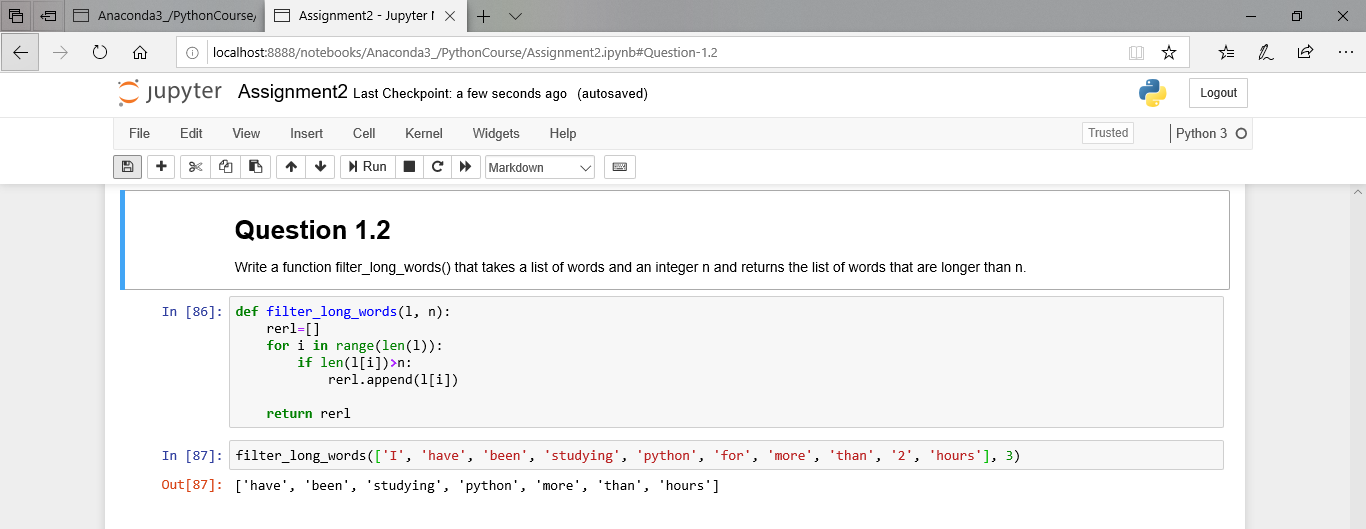 Anaconda3_/PythonCourse/ Assignment2 - Jupyter N
localhost:8888/notebooks/Anaconda3_/PythonCourse/Assignment2.ipynb#Question-1.2
jupyter Assignment2 Last Checkpoint: a few seconds ago (autosaved) Logout
File Edit View Insert Cell Kernel Widgets Help Trusted Python 3
Run Markdown
Question 1.2
Write a function filter_long_words() that takes a list of words and an integer n and returns the list of words that are longer than n.
In [86]: def filter_long_words(l, n):
    rerl=[]
    for i in range(len(l)):
        if len(l[i])>n:
            rerl.append(l[i])
    return rerl
In [87]: filter_long_words(['I', 'have', 'been', 'studying', 'python', 'for', 'more', 'than', '2', 'hours'], 3)
Out[87]: ['have', 'been', 'studying', 'python', 'more', 'than', 'hours']